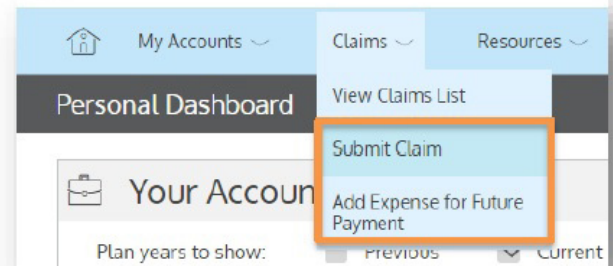 My Accounts Claims Resources
Personal Dashboard
View Claims List
Submit Claim
Add Expense for Future
Payment
Your Accoun
Plan years to show: Previous Current